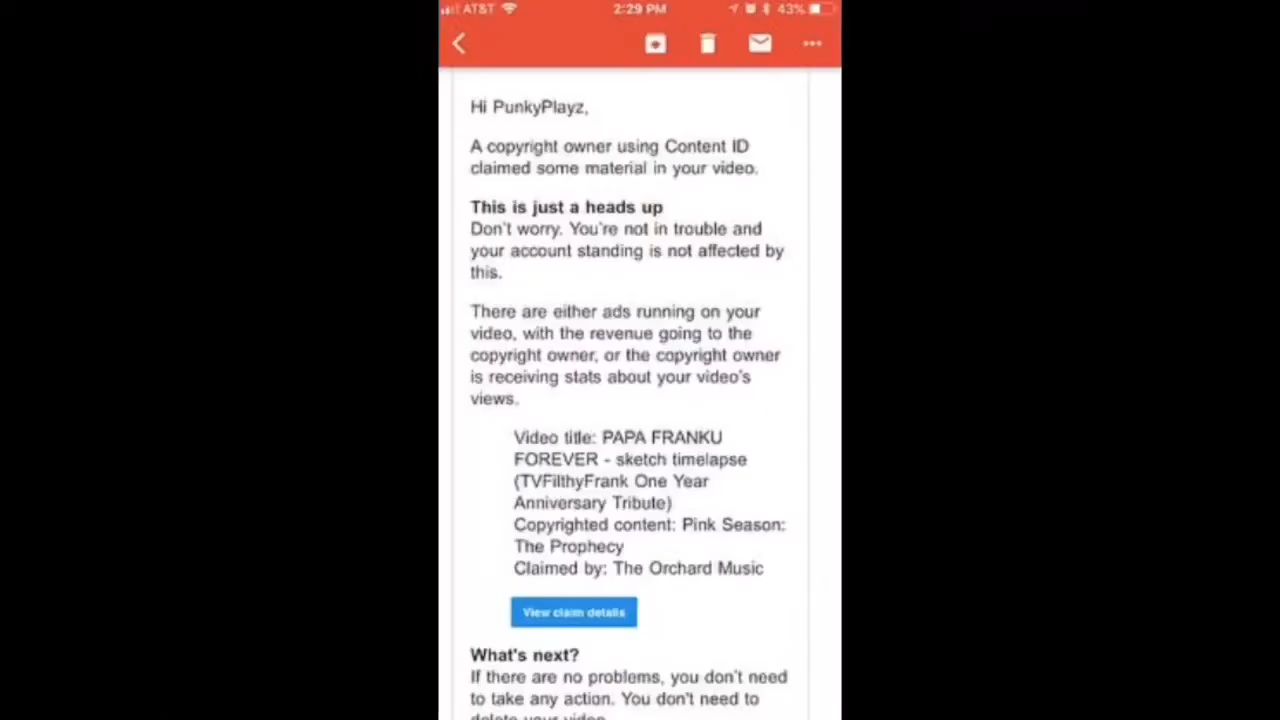 AT&T 2:29 PM 43%
Hi PunkyPlayz,
A copyright owner using Content ID
claimed some material in your video.
This is just a heads up
Don't worry. You're not in trouble and
your account standing is not affected by
this.
There are either ads running on your
video, with the revenue going to the
copyright owner, or the copyright owner
is receiving stats about your video's
views.
Video title: PAPA FRANKU
FOREVER - sketch timelapse
(TVFilthyFrank One Year
Anniversary Tribute)
Copyrighted content: Pink Season:
The Prophecy
Claimed by: The Orchard Music
View claim details
What's next?
If there are no problems, you don't need
to take any action. You don't need to
delete your video.